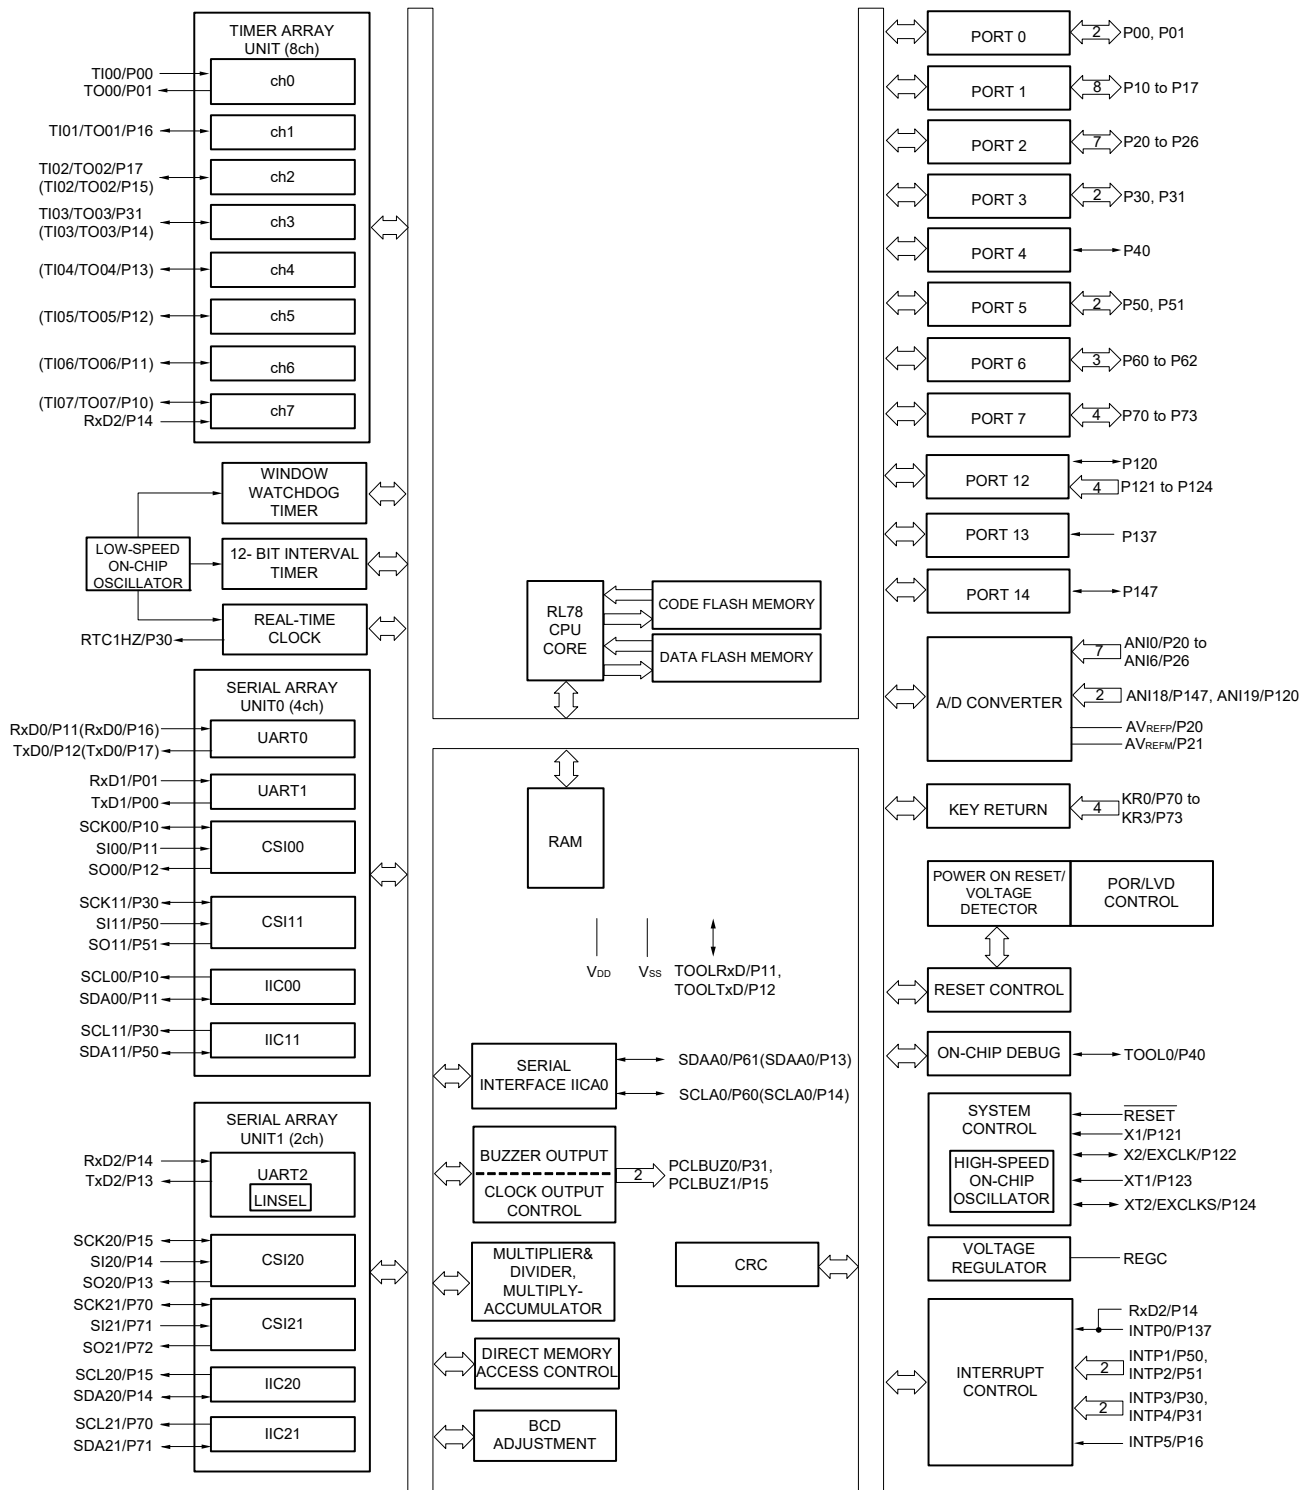 TIMER ARRAY
UNIT (8ch)
TI00/P00
TO00/P01
ch0
TI01/TO01/P16
ch1
TI02/TO02/P17
(TI02/TO02/P15)
ch2
TI03/TO03/P31
(TI03/TO03/P14)
ch3
(TI04/TO04/P13)
ch4
(TI05/TO05/P12)
ch5
(TI06/TO06/P11)
ch6
(TI07/TO07/P10)
RxD2/P14
ch7
WINDOW
WATCHDOG
TIMER
LOW-SPEED
ON-CHIP
OSCILLATOR
12- BIT INTERVAL
TIMER
REAL-TIME
CLOCK
RTC1HZ/P30
SERIAL ARRAY
UNIT0 (4ch)
RxD0/P11(RxD0/P16)
TxD0/P12(TxD0/P17)
UART0
RxD1/P01
TxD1/P00
UART1
SCK00/P10
SI00/P11
SO00/P12
CSI00
SCK11/P30
SI11/P50
SO11/P51
CSI11
SCL00/P10
SDA00/P11
IIC00
SCL11/P30
SDA11/P50
IIC11
SERIAL ARRAY
UNIT1 (2ch)
RxD2/P14
TxD2/P13
UART2
LINSEL
SCK20/P15
SI20/P14
SO20/P13
CSI20
SCK21/P70
SI21/P71
SO21/P72
CSI21
SCL20/P15
SDA20/P14
IIC20
SCL21/P70
SDA21/P71
IIC21
RL78
CPU
CORE
CODE FLASH MEMORY
DATA FLASH MEMORY
RAM
VDD
VSS
TOOLRxD/P11,
TOOLTxD/P12
SERIAL
INTERFACE IICA0
SDAA0/P61(SDAA0/P13)
SCLA0/P60(SCLA0/P14)
BUZZER OUTPUT
CLOCK OUTPUT
CONTROL
2
PCLBUZ0/P31,
PCLBUZ1/P15
MULTIPLIER&
DIVIDER,
MULTIPLY-
ACCUMULATOR
CRC
DIRECT MEMORY
ACCESS CONTROL
BCD
ADJUSTMENT
PORT 0
2
P00, P01
PORT 1
8
P10 to P17
PORT 2
7
P20 to P26
PORT 3
2
P30, P31
PORT 4
P40
PORT 5
2
P50, P51
PORT 6
3
P60 to P62
PORT 7
4
P70 to P73
PORT 12
P120
4
P121 to P124
PORT 13
P137
PORT 14
P147
A/D CONVERTER
7
ANI0/P20 to
ANI6/P26
2
ANI18/P147, ANI19/P120
AVREFP/P20
AVREFM/P21
KEY RETURN
4
KR0/P70 to
KR3/P73
POWER ON RESET/
VOLTAGE
DETECTOR
POR/LVD
CONTROL
RESET CONTROL
ON-CHIP DEBUG
TOOL0/P40
SYSTEM
CONTROL
HIGH-SPEED
ON-CHIP
OSCILLATOR
RESET
X1/P121
X2/EXCLK/P122
XT1/P123
XT2/EXCLKS/P124
VOLTAGE
REGULATOR
REGC
INTERRUPT
CONTROL
RxD2/P14
INTP0/P137
2
INTP1/P50,
INTP2/P51
2
INTP3/P30,
INTP4/P31
INTP5/P16